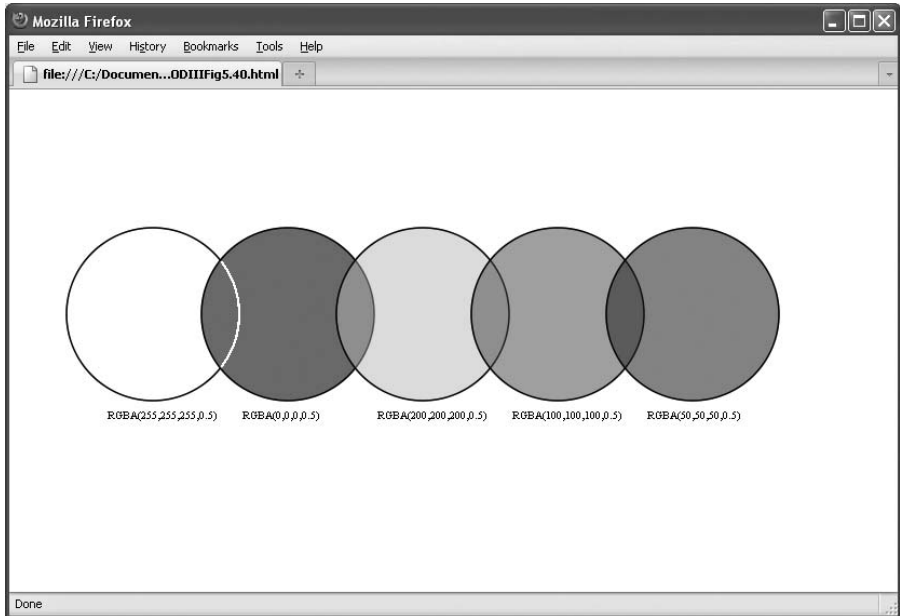 Mozilla Firefox
File Edit View History Bookmarks Tools Help
file:///C:/Documen...ODIIIFig5.40.html
RGBA(255,255,255,0.5) RGBA(0,0,0,0.5) RGBA(200,200,200,0.5) RGBA(100,100,100,0.5) RGBA(50,50,50,0.5)
Done